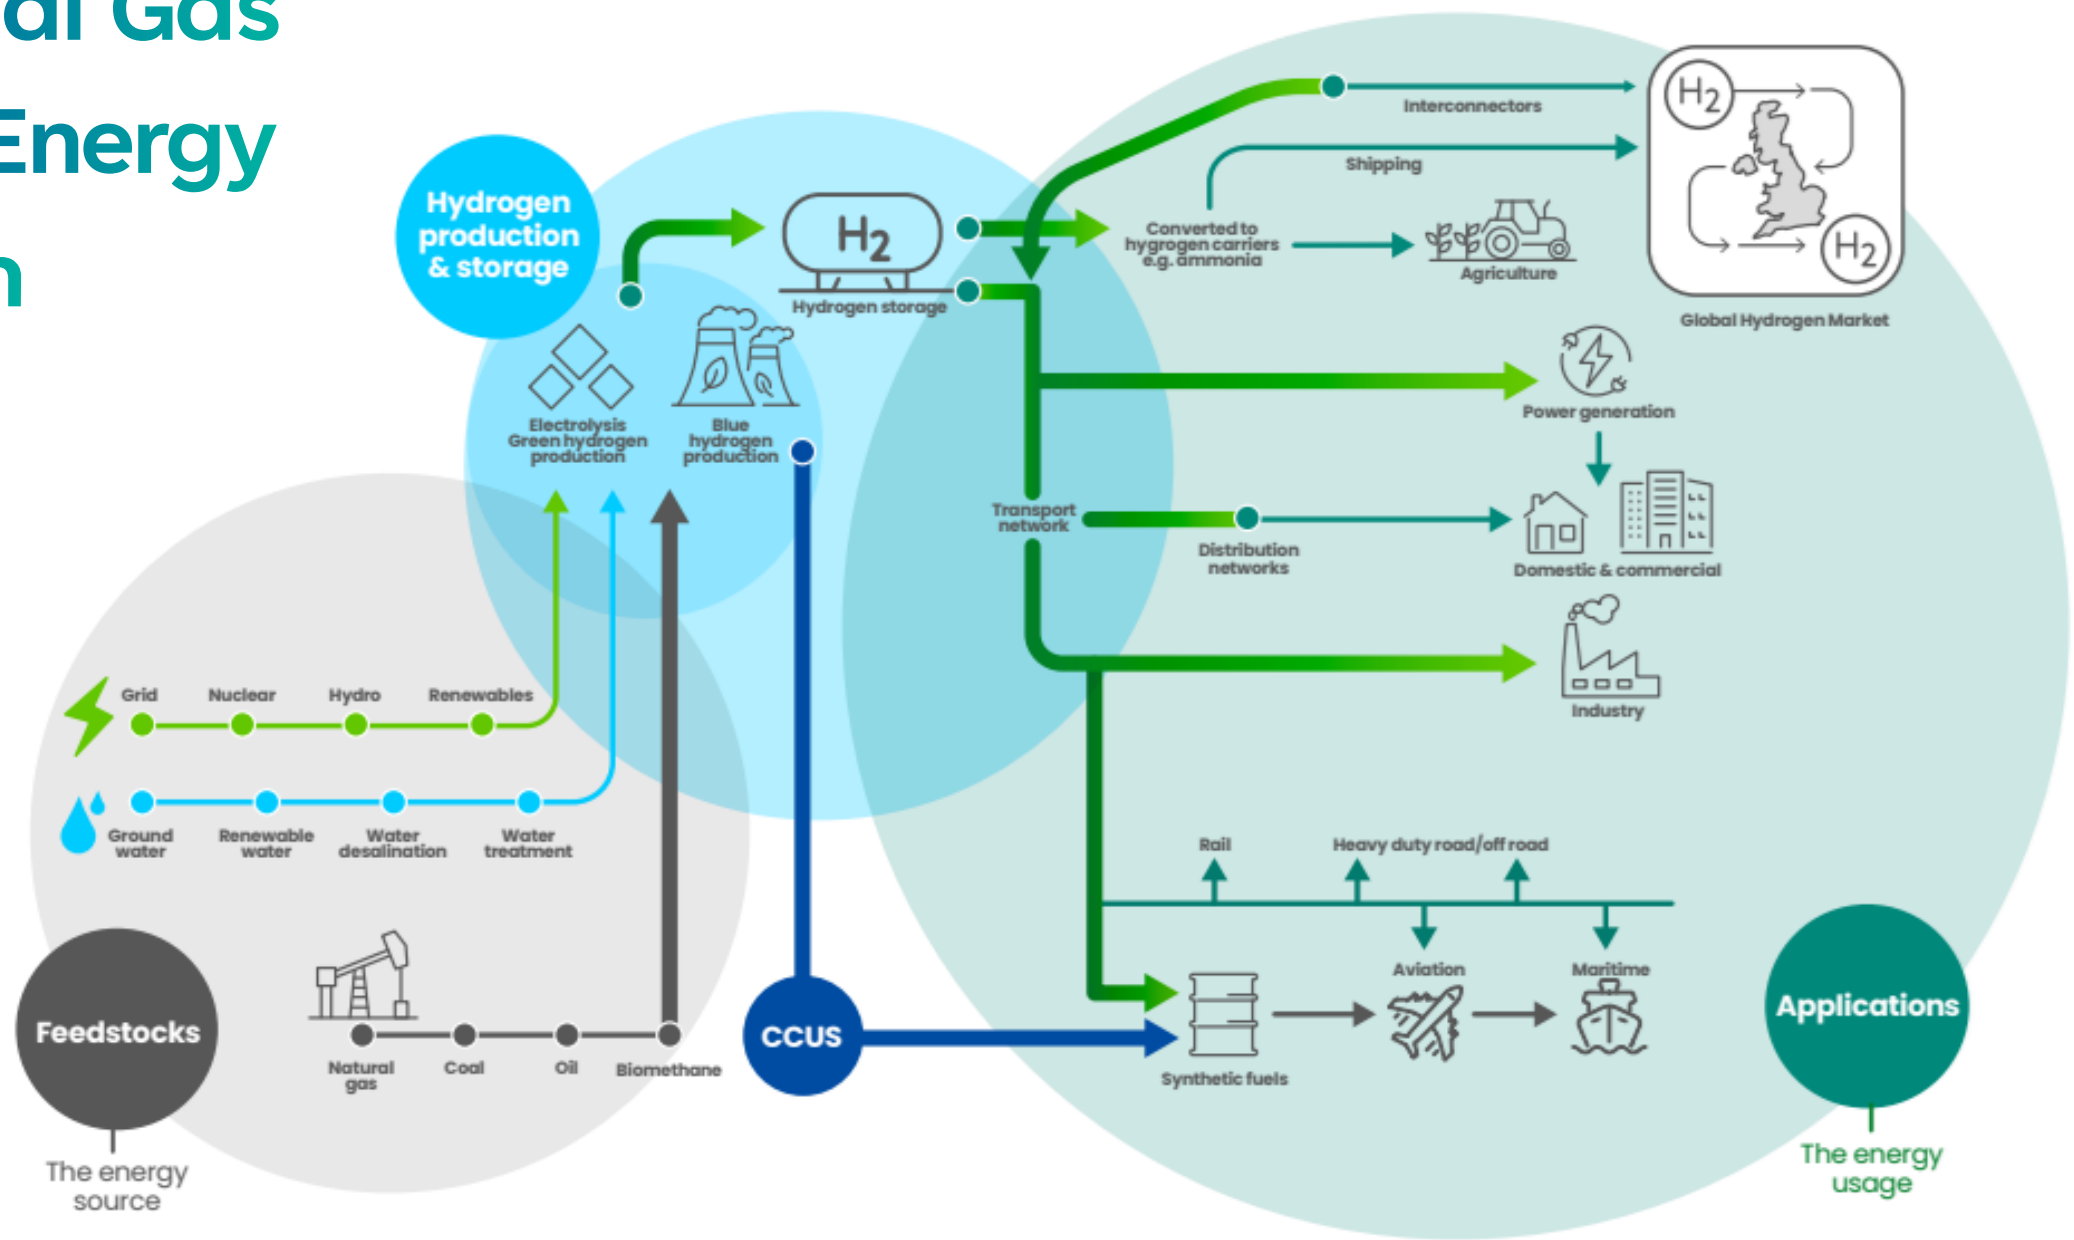 al Gas
Energy
n
Hydrogen
production
& storage
H2
Hydrogen storage
Electrolysis
Green hydrogen
production
Blue
hydrogen
production
Interconnectors
Shipping
Converted to
hygrogen carriers
e.g. ammonia
Agriculture
H2
H2
Global Hydrogen Market
Power generation
Transport
network
Distribution
networks
Domestic & commercial
Industry
Grid
Nuclear
Hydro
Renewables
Ground
water
Renewable
water
Water
desalination
Water
treatment
Rail
Heavy duty road/off road
Aviation
Maritime
Feedstocks
Natural
gas
Coal
Oil
Biomethane
CCUS
Synthetic fuels
Applications
The energy
source
The energy
usage